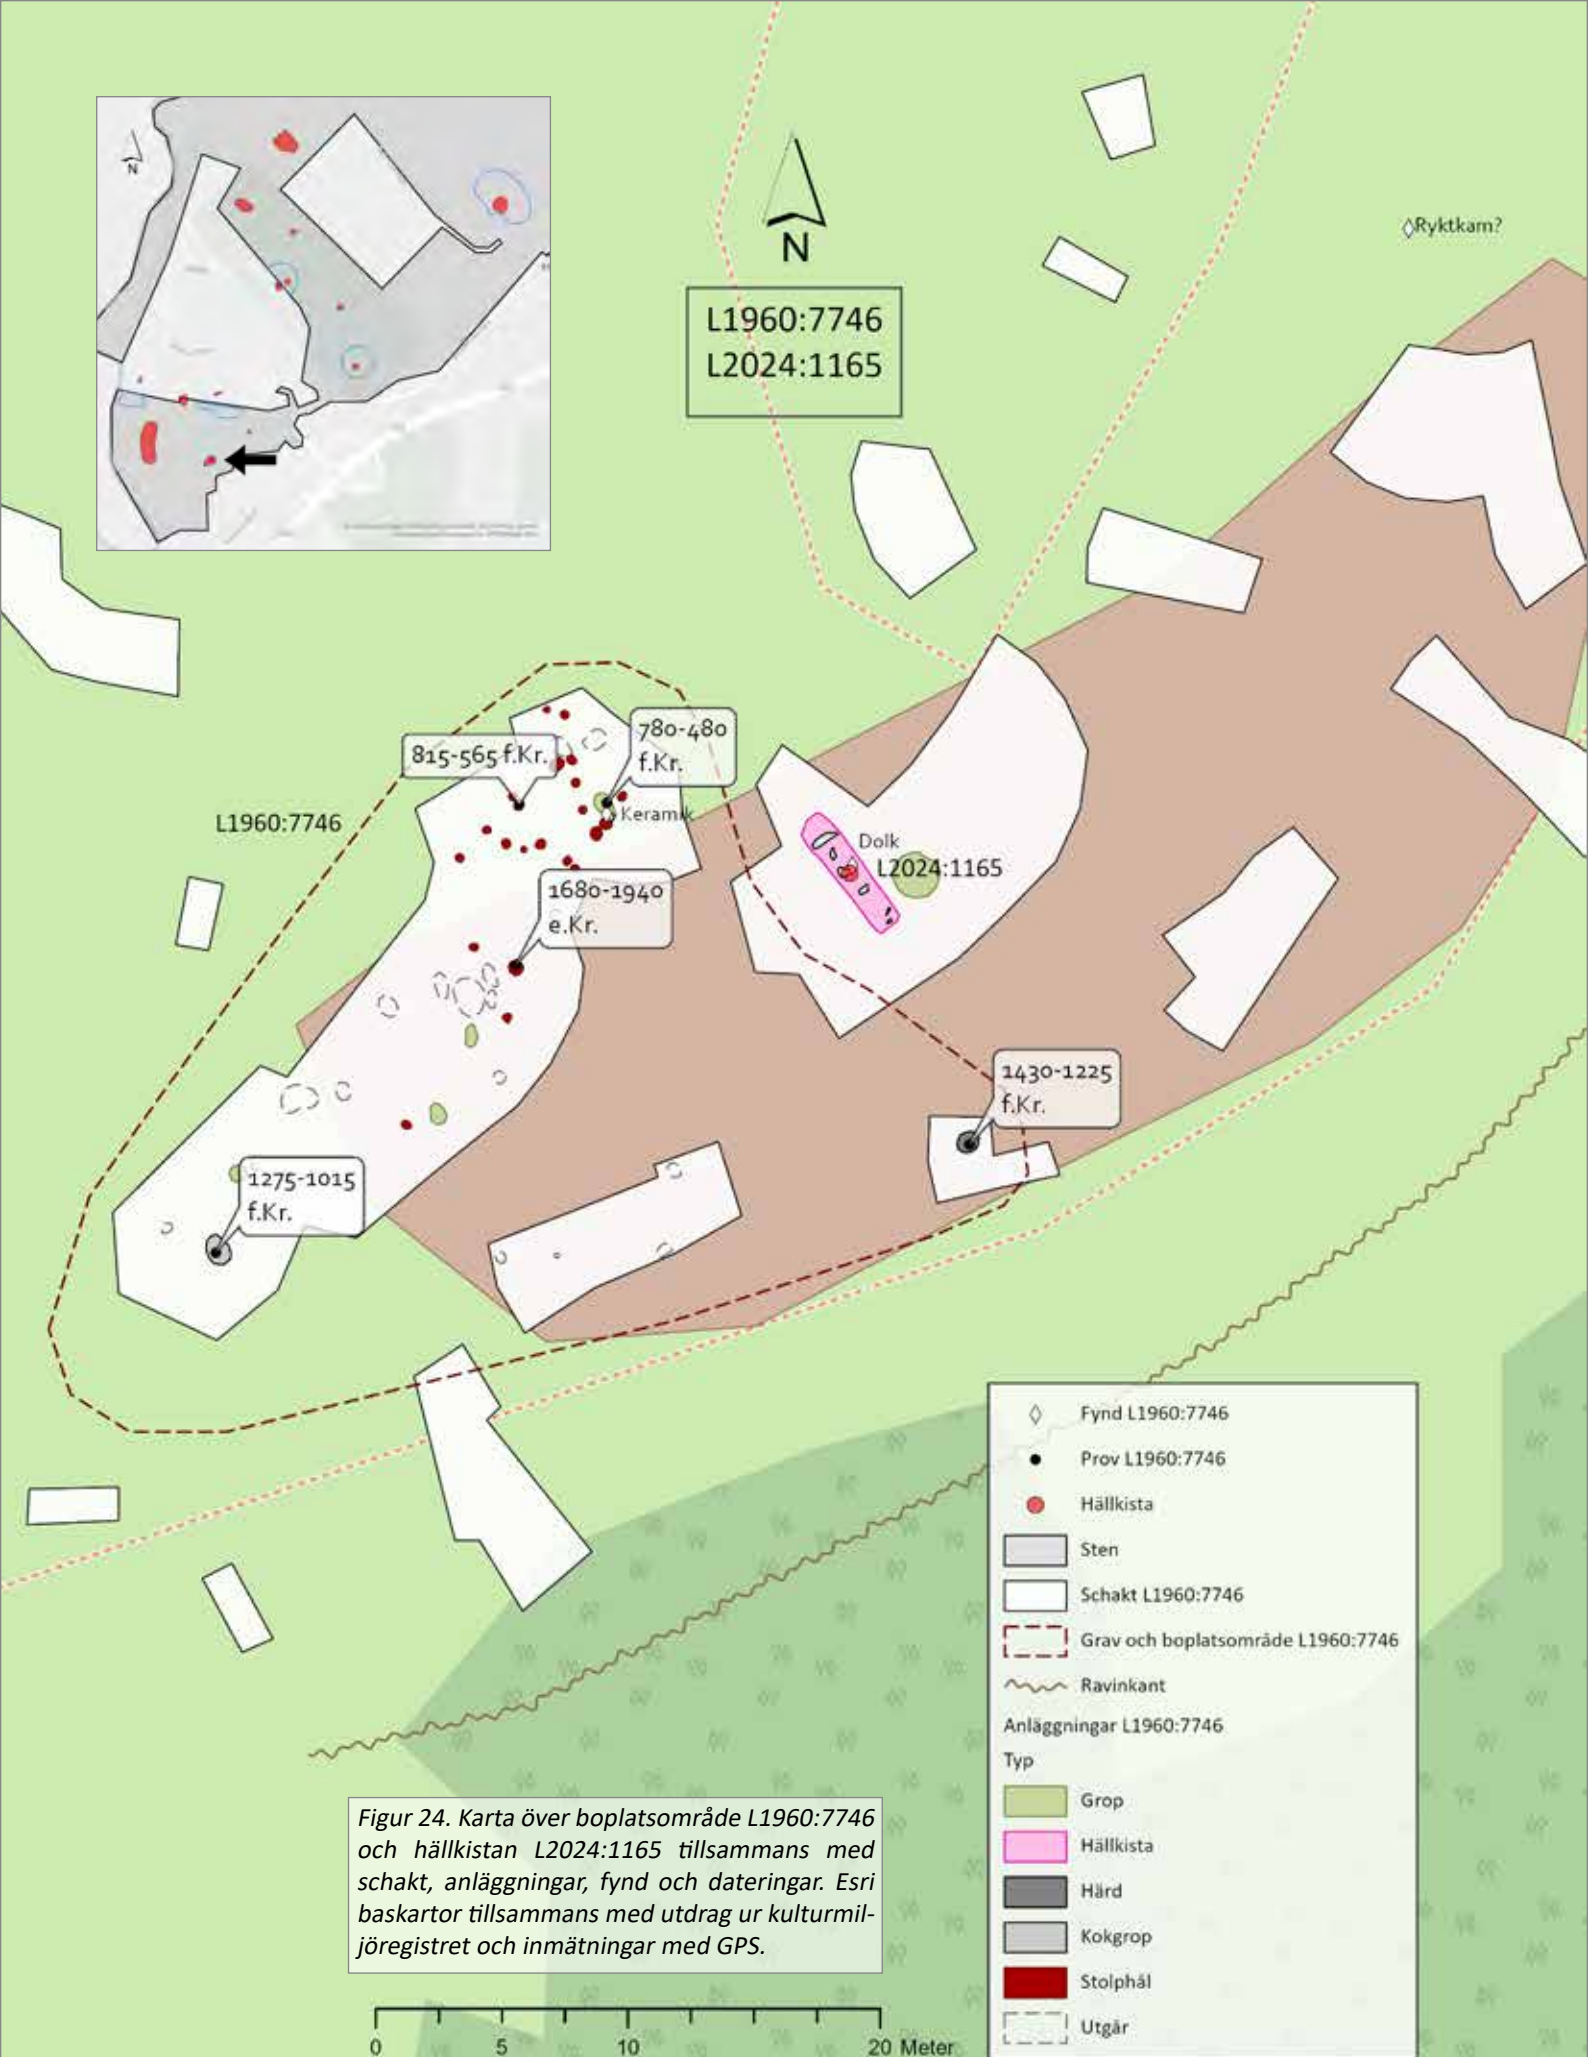 N
N
L1960:7746
L2024:1165
Ryktkam?
815-565 f.Kr.
780-480
f.Kr.
Keramik
L1960:7746
Dolk
L2024:1165
1680-1940
e.Kr.
1430-1225
f.Kr.
1275-1015
f.Kr.
Fynd L1960:7746
Prov L1960:7746
Hällkista
Sten
Schakt L1960:7746
Grav och boplatsområde L1960:7746
Ravinkant
Anläggningar L1960:7746
Typ
Grop
Hällkista
Härd
Kokgrop
Stolphål
Utgår
Figur 24. Karta över boplatsområde L1960:7746
och hällkistan L2024:1165 tillsammans med
schakt, anläggningar, fynd och dateringar. Esri
baskartor tillsammans med utdrag ur kulturmil-
jöregistret och inmätningar med GPS.
0 5 10 20 Meter